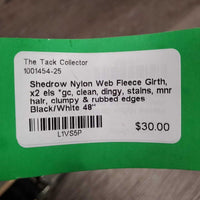 The Tack Collector
1001454-25
Shedrow Nylon Web Fleece Girth,
x2 els *gc, clean, dingy, stains, mnr
hair, clumpy & rubbed edges
Black/White 48"
L1VS5P
$30.00